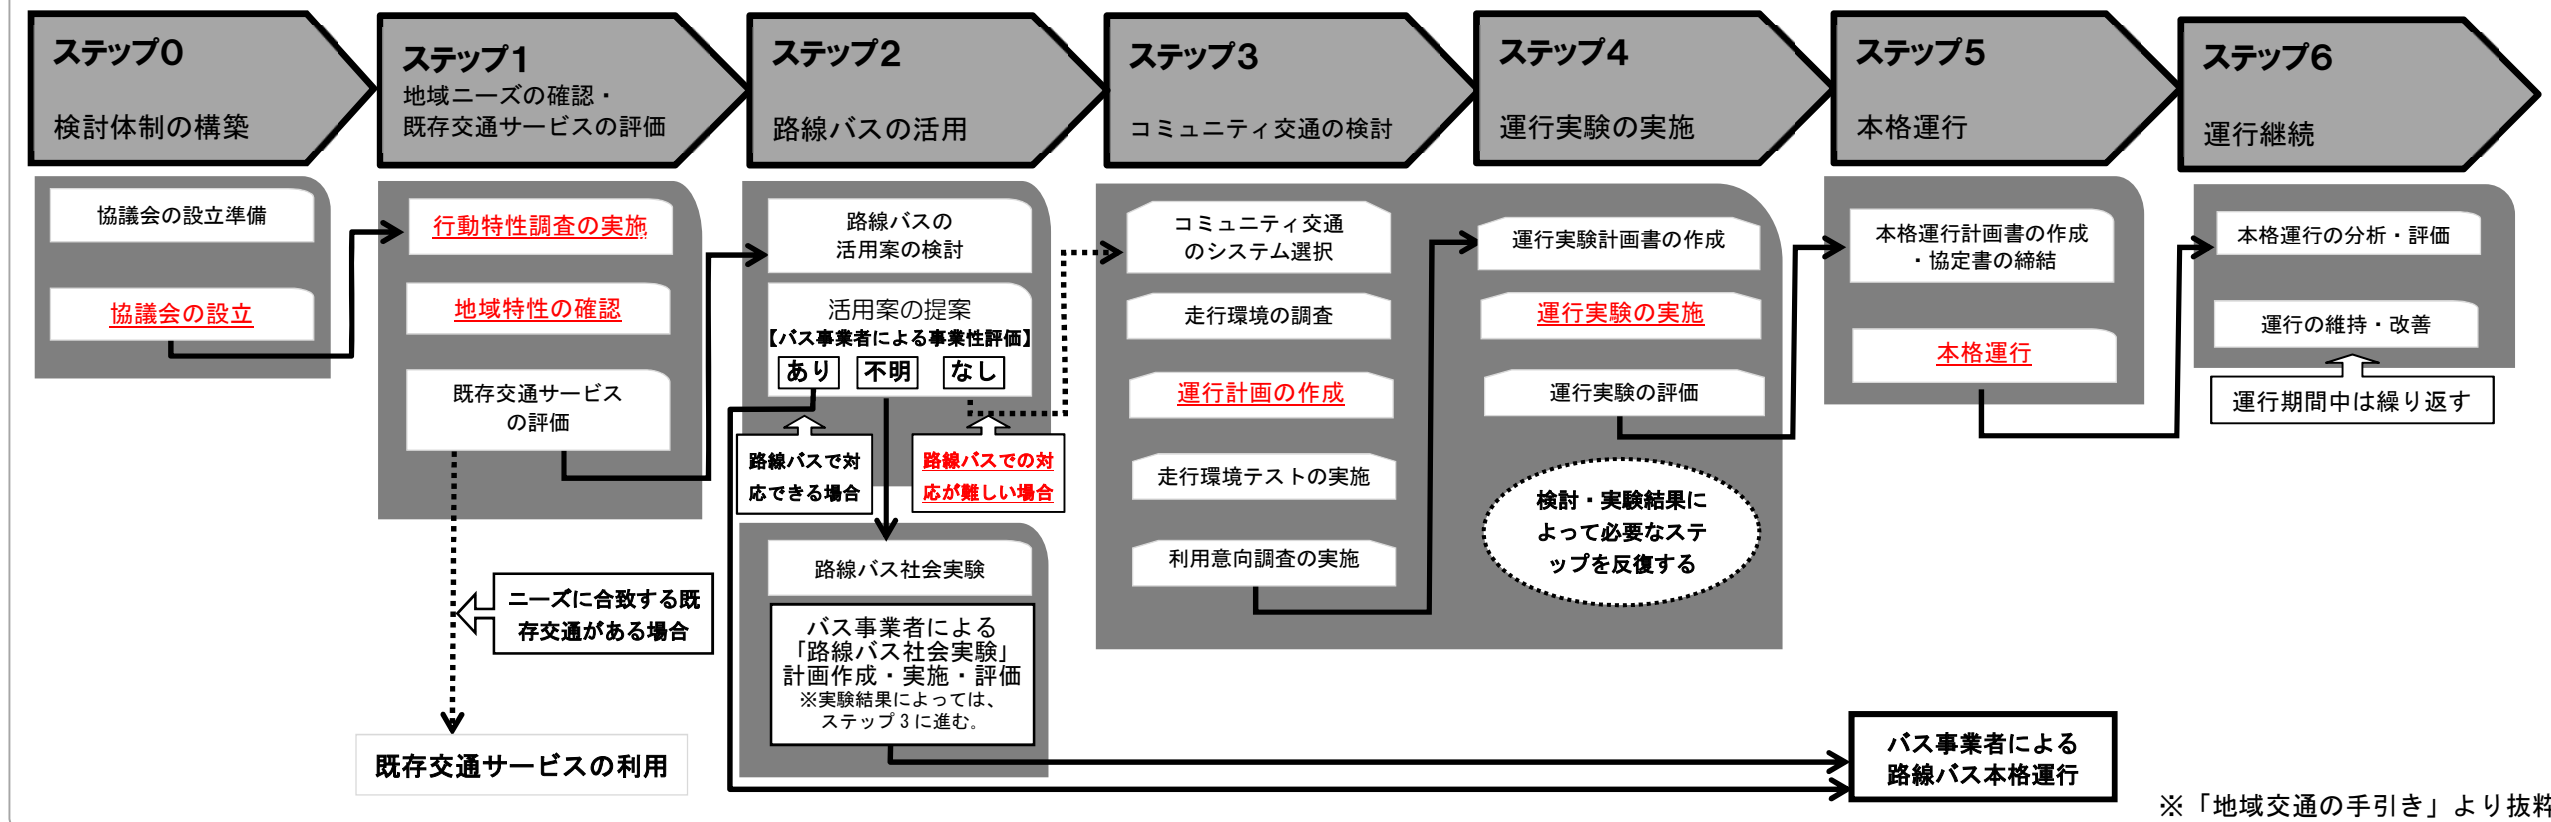 ステップ0
検討体制の構築
ステップ1
地域ニーズの確認・
既存交通サービスの評価
ステップ2
路線バスの活用
ステップ3
コミュニティ交通の検討
ステップ4
運行実験の実施
ステップ5
本格運行
ステップ6
運行継続
協議会の設立準備
協議会の設立
行動特性調査の実施
地域特性の確認
既存交通サービス
の評価
ニーズに合致する既
存交通がある場合
既存交通サービスの利用
路線バスの
活用案の検討
活用案の提案
【バス事業者による事業性評価】
あり
不明
なし
路線バスで対
応できる場合
路線バスでの対
応が難しい場合
路線バス社会実験
バス事業者による
「路線バス社会実験」
計画作成・実施・評価
※実験結果によっては、
ステップ3に進む。
コミュニティ交通
のシステム選択
走行環境の調査
運行計画の作成
走行環境テストの実施
利用意向調査の実施
運行実験計画書の作成
運行実験の実施
運行実験の評価
検討・実験結果に
よって必要なステ
ップを反復する
本格運行計画書の作成
・協定書の締結
本格運行
本格運行の分析・評価
運行の維持・改善
運行期間中は繰り返す
バス事業者による
路線バス本格運行
※「地域交通の手引き」より抜粋